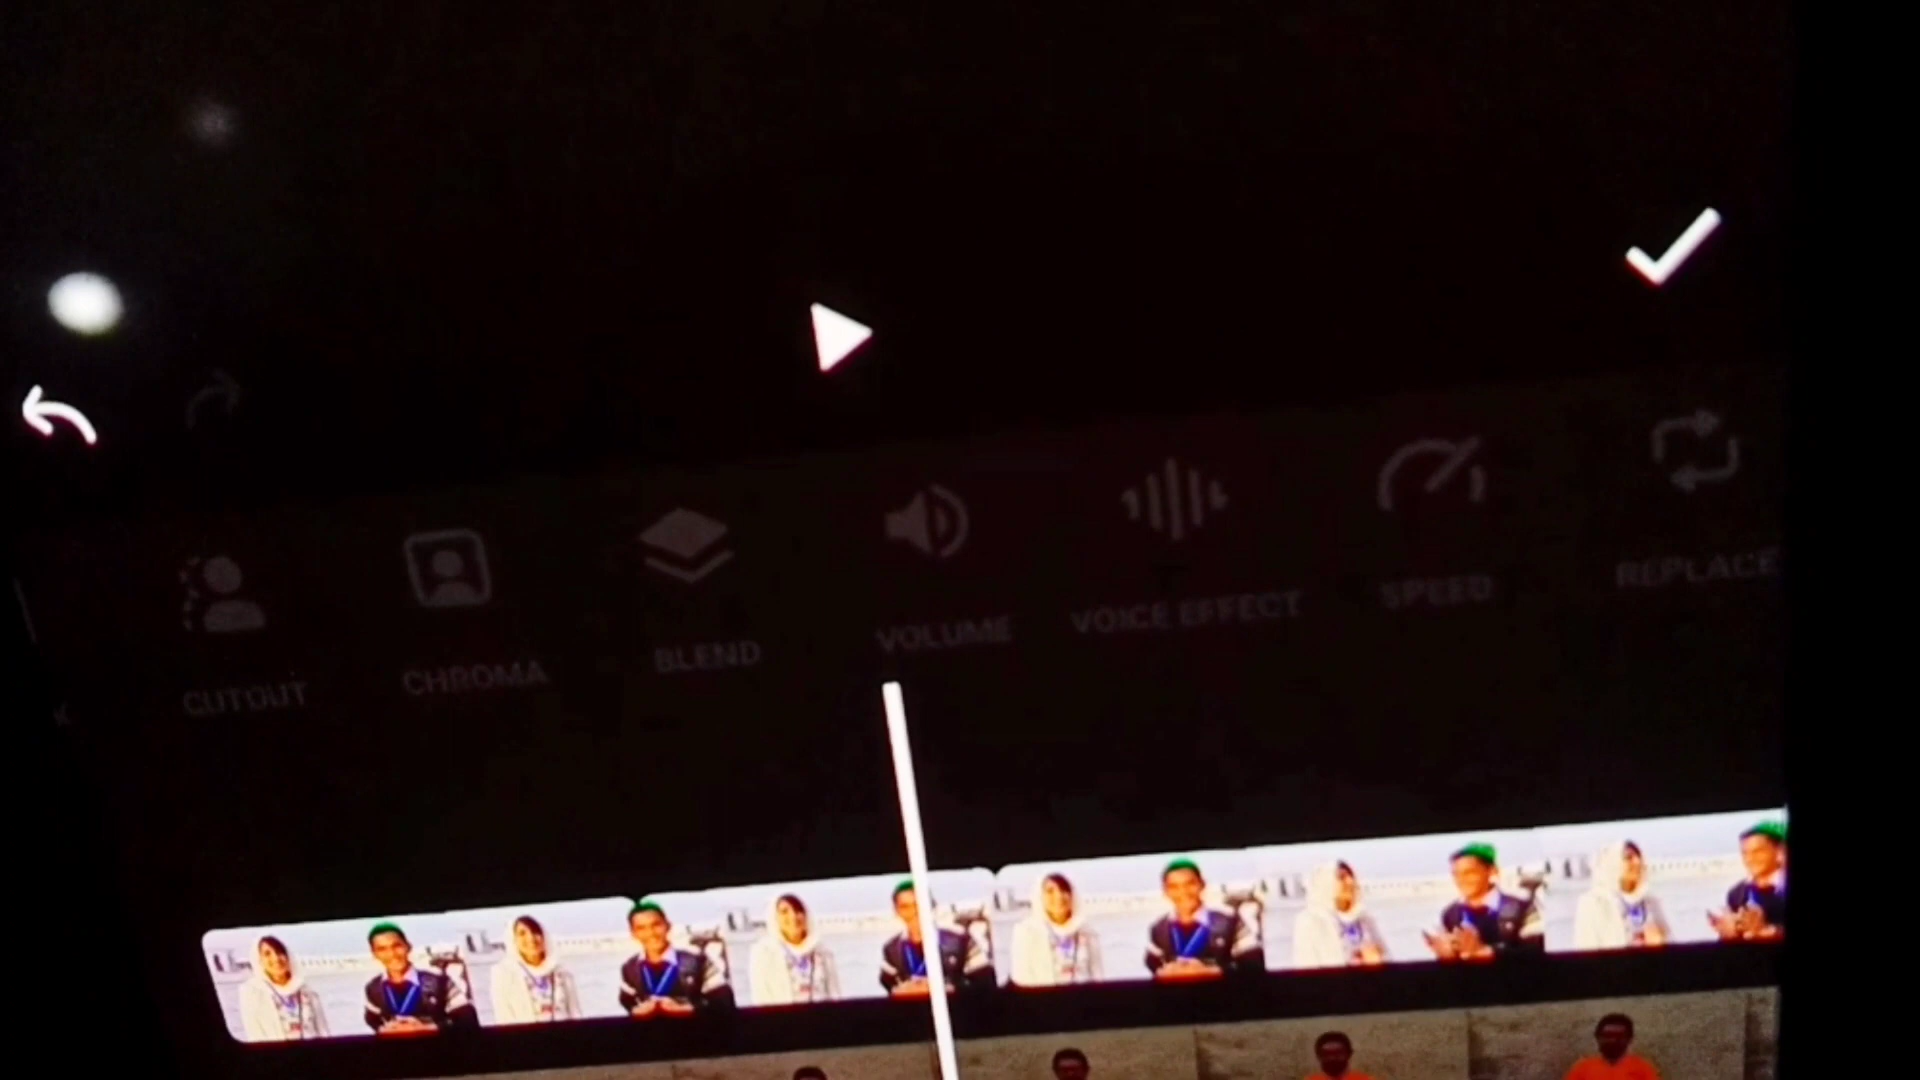 CUTOUT
CHROMA
BLEND
VOLUME
VOICE EFFECT
SPEED
REPLACE